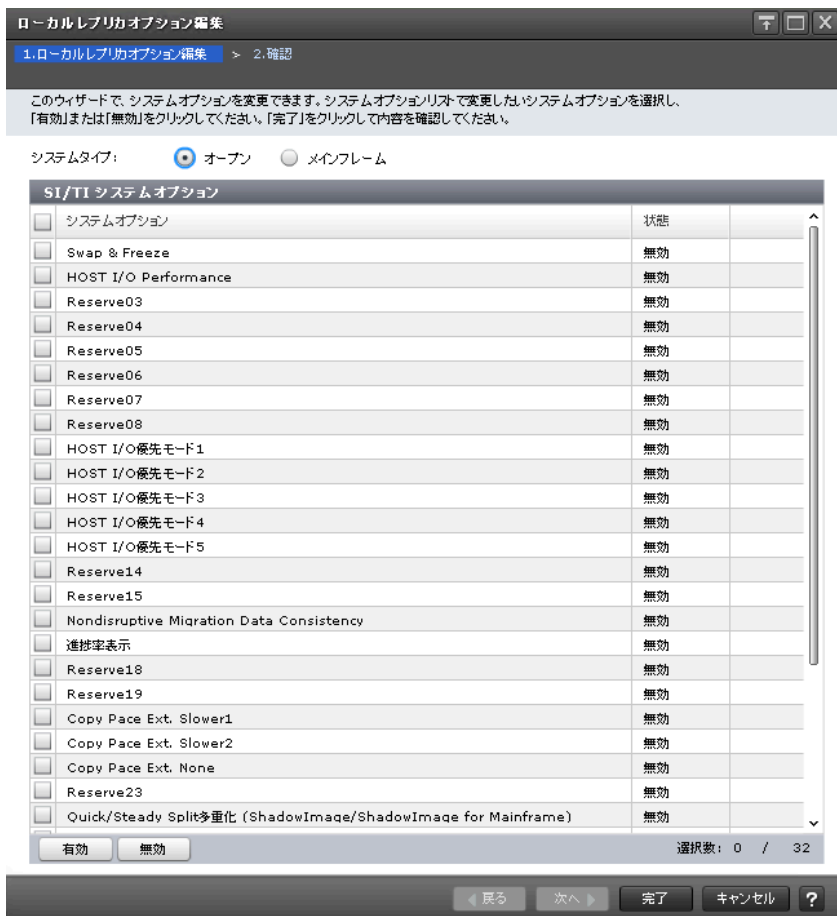 ローカルレプリカオプション編集
1.ローカルレプリカオプション編集 > 2.確認
このウィザードで、システムオプションを変更できます。システムオプションリストで変更したいシステムオプションを選択し、
「有効」または「無効」をクリックしてください。「完了」をクリックして内容を確認してください。
システムタイプ: オープン メインフレーム
SI/TI システムオプション
システムオプション 状態
Swap & Freeze 無効
HOST I/O Performance 無効
Reserve03 無効
Reserve04 無効
Reserve05 無効
Reserve06 無効
Reserve07 無効
Reserve08 無効
HOST I/O優先モード1 無効
HOST I/O優先モード2 無効
HOST I/O優先モード3 無効
HOST I/O優先モード4 無効
HOST I/O優先モード5 無効
Reserve14 無効
Reserve15 無効
Nondisruptive Migration Data Consistency 無効
進捗率表示 無効
Reserve18 無効
Reserve19 無効
Copy Pace Ext. Slower1 無効
Copy Pace Ext. Slower2 無効
Copy Pace Ext. None 無効
Reserve23 無効
Quick/Steady Split多重化 (ShadowImage/ShadowImage for Mainframe) 無効
有効 無効 選択数: 0 / 32
戻る 次へ 完了 キャンセル ?